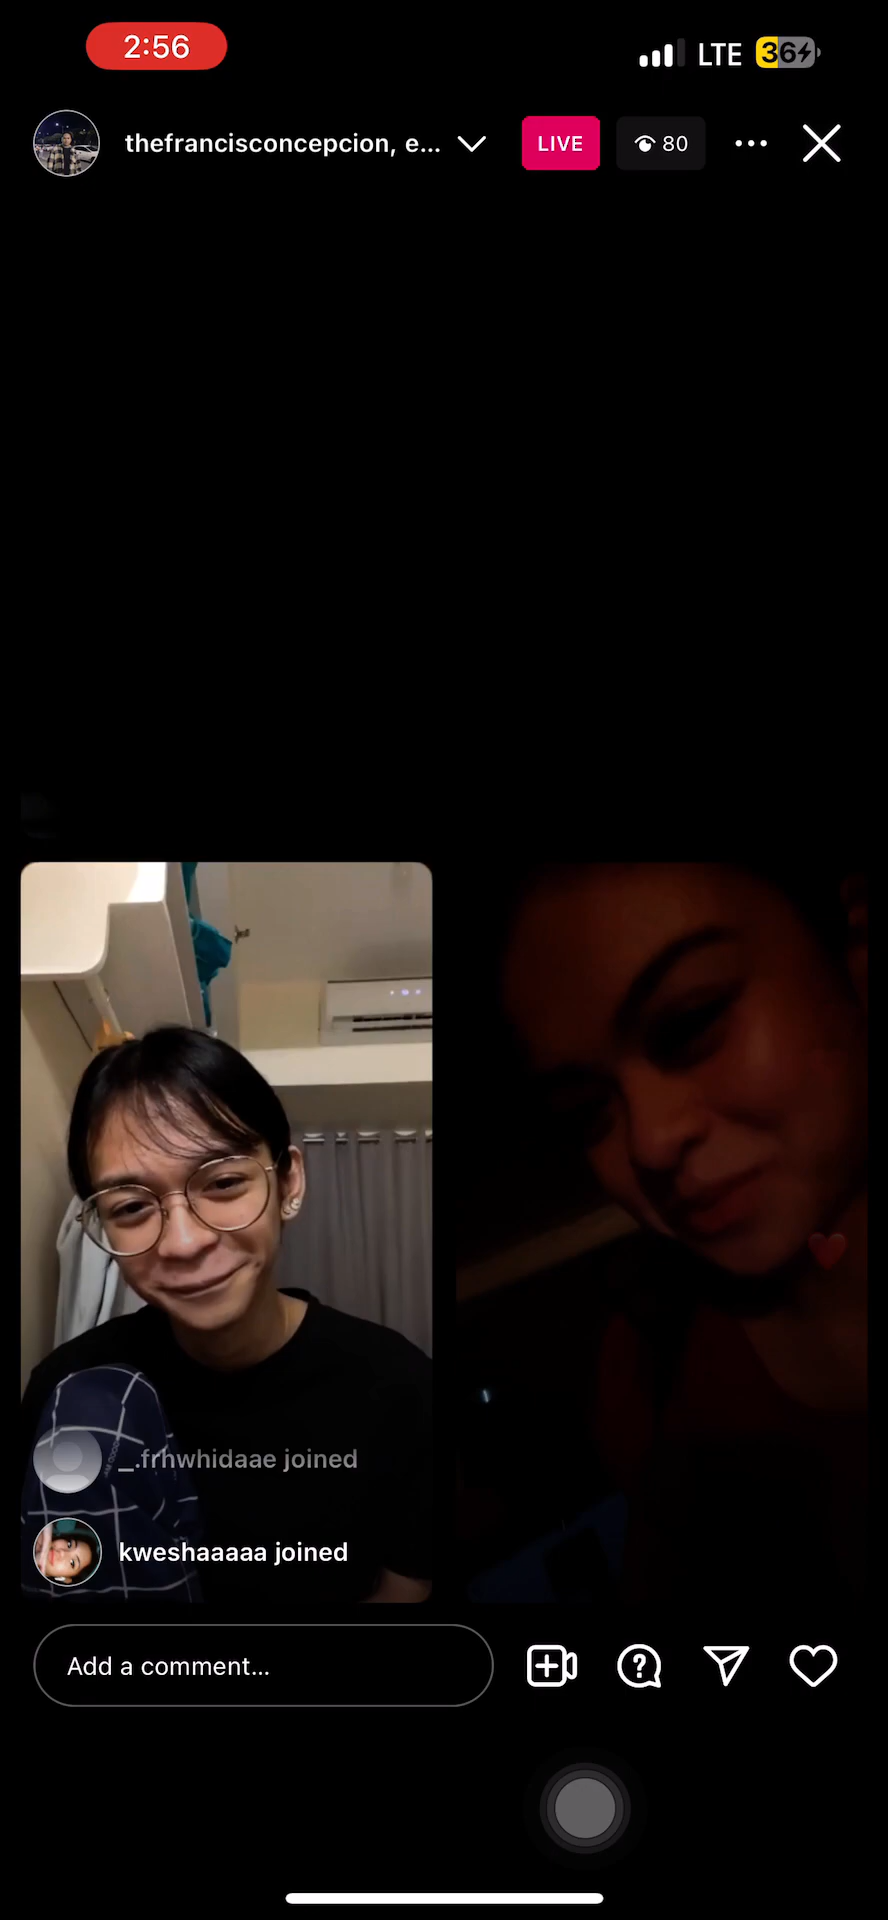 2:56
LTE
36
thefrancisconcepcion, e...
LIVE
80
_.frhwhidaae joined
kweshaaaaa joined
Add a comment...